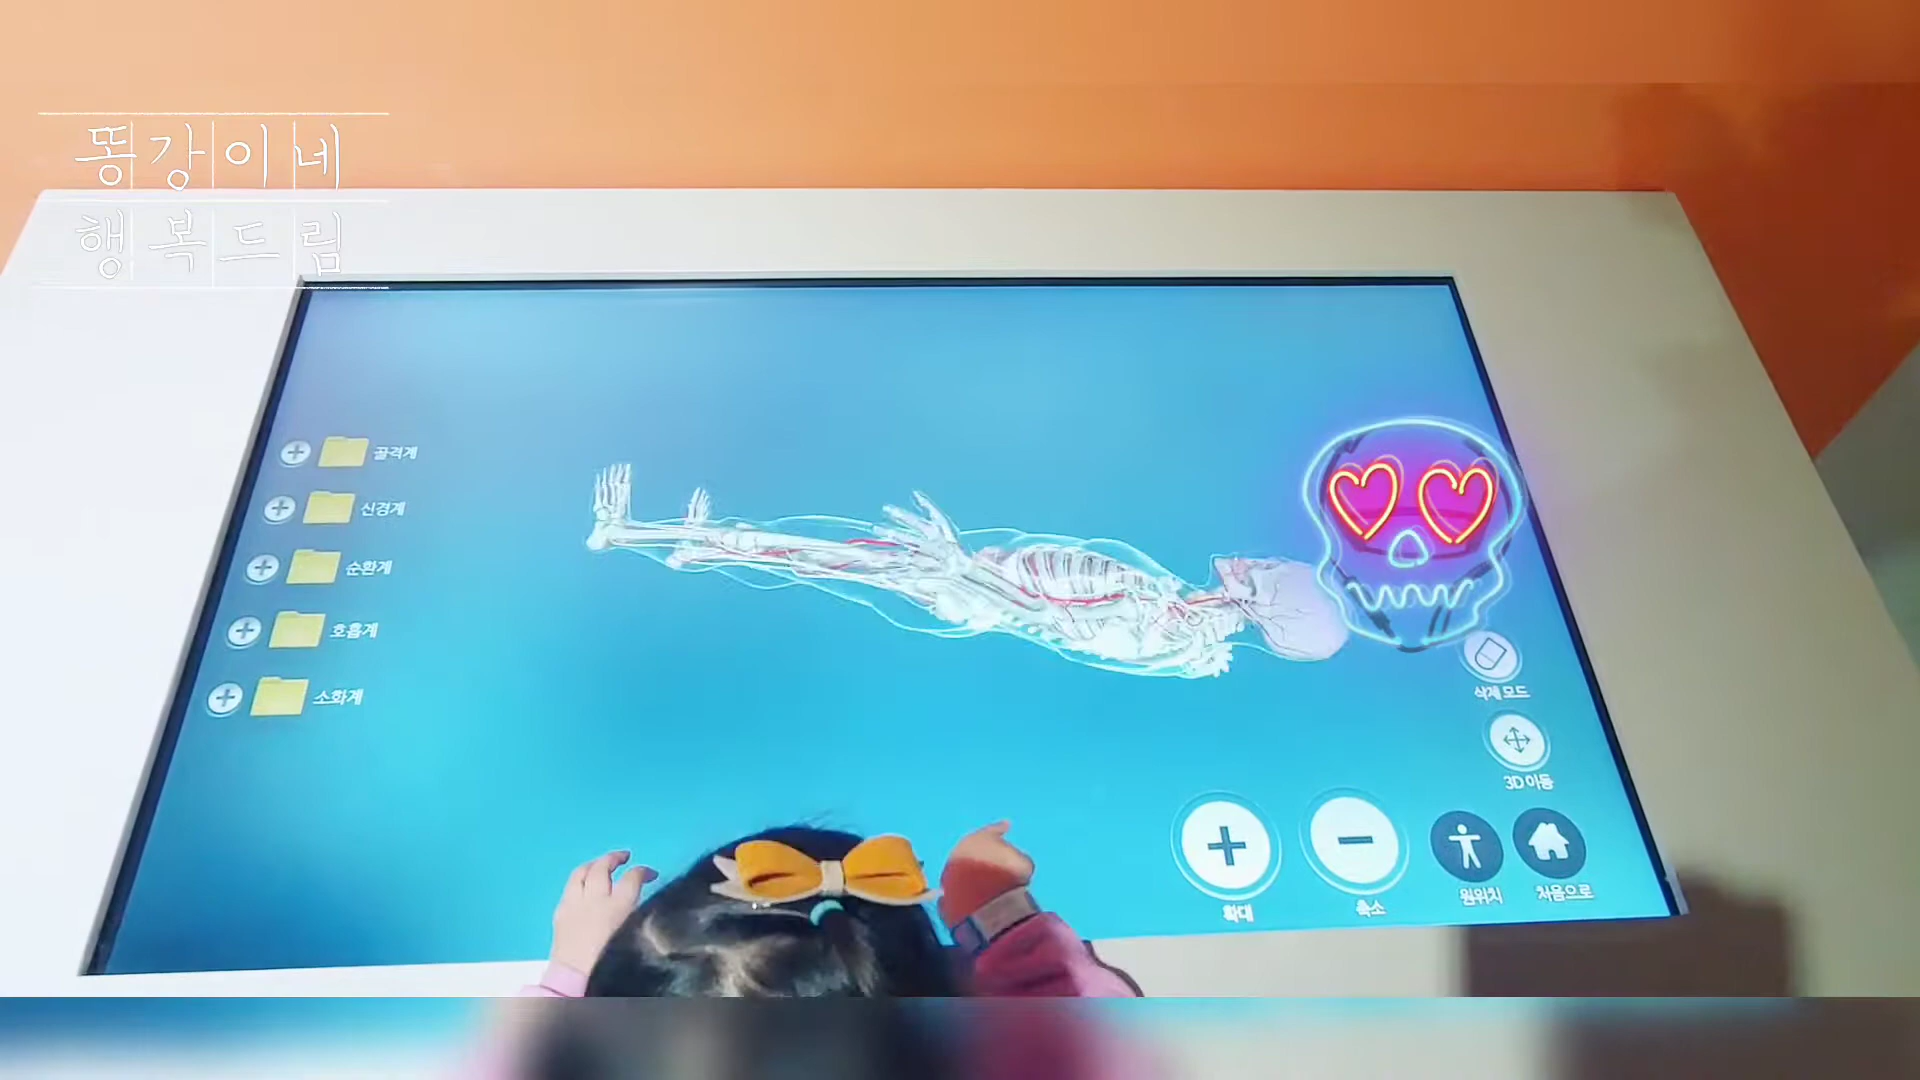 똥강이네
행복드림
골격계
신경계
순환계
호흡계
소화계
삭제 모드
3D 이동
확대
축소
원위치
처음으로